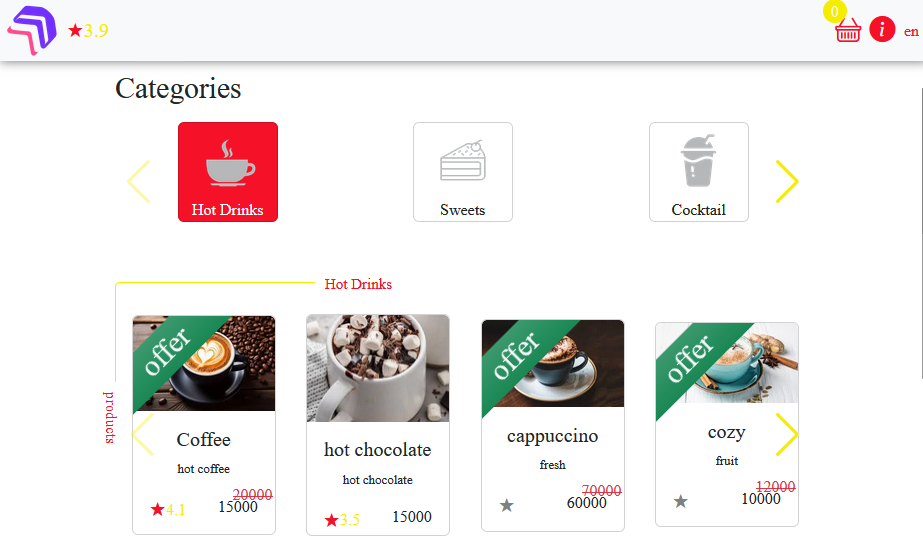 ★3.9
0
i
en
Categories
Hot Drinks
Sweets
Cocktail
Hot Drinks
products
offer
Coffee
hot coffee
20000
★4.1
15000
hot chocolate
hot chocolate
★3.5
15000
offer
cappuccino
fresh
70000
★
60000
offer
cozy
fruit
12000
★
10000